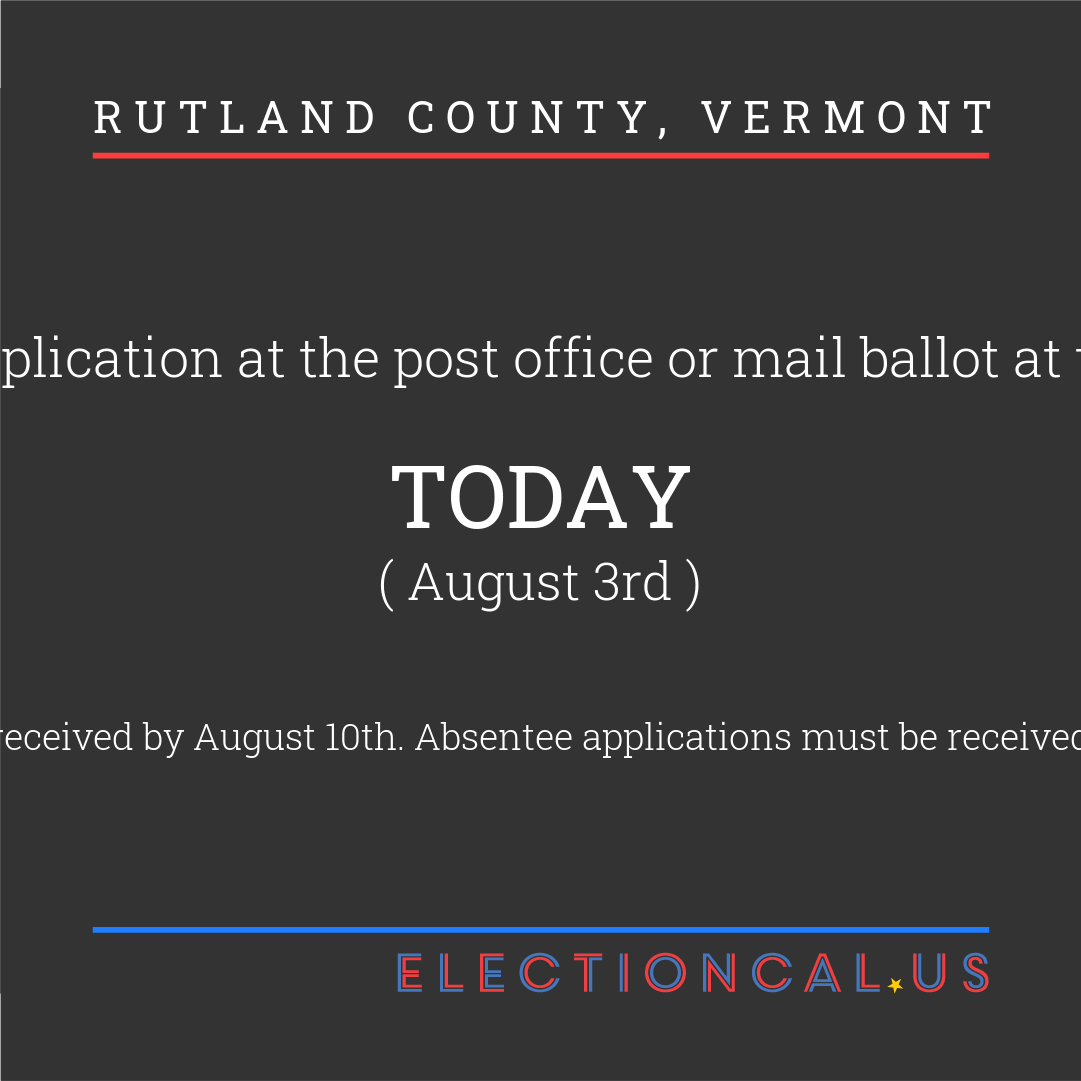 RUTLAND COUNTY, VERMONT
plication at the post office or mail ballot at
TODAY
( August 3rd )
received by August 10th. Absentee applications must be received
ELECTIONCAL.US